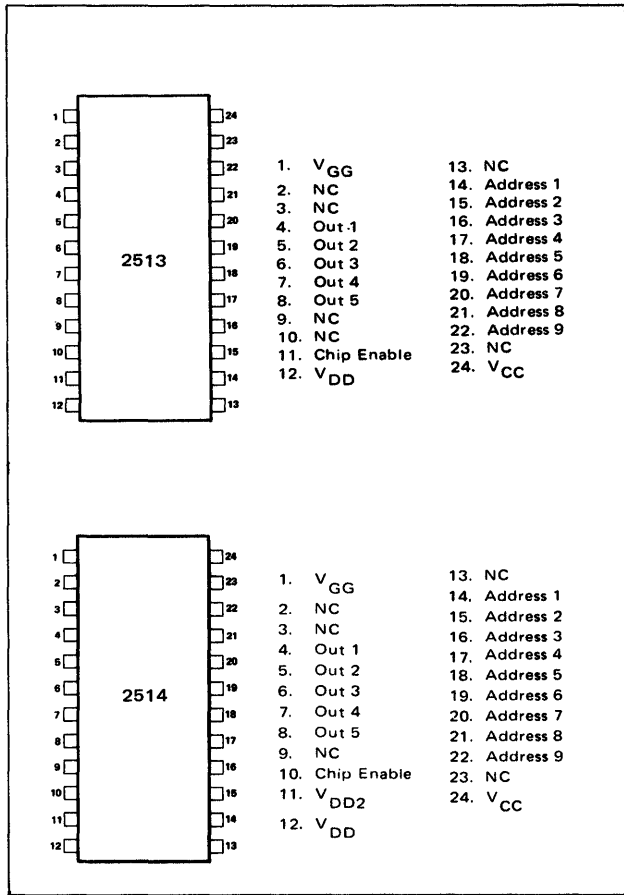 1 24
2 23
3 22
4 21
5 20
6 19
7 2513 18
8 17
9 16
10 15
11 14
12 13
1. VGG
2. NC
3. NC
4. Out 1
5. Out 2
6. Out 3
7. Out 4
8. Out 5
9. NC
10. NC
11. Chip Enable
12. VDD
13. NC
14. Address 1
15. Address 2
16. Address 3
17. Address 4
18. Address 5
19. Address 6
20. Address 7
21. Address 8
22. Address 9
23. NC
24. VCC
1 24
2 23
3 22
4 21
5 20
6 2514 19
7 18
8 17
9 16
10 15
11 14
12 13
1. VGG
2. NC
3. NC
4. Out 1
5. Out 2
6. Out 3
7. Out 4
8. Out 5
9. NC
10. Chip Enable
11. VDD2
12. VDD
13. NC
14. Address 1
15. Address 2
16. Address 3
17. Address 4
18. Address 5
19. Address 6
20. Address 7
21. Address 8
22. Address 9
23. NC
24. VCC